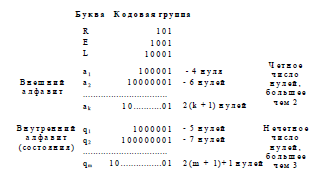 Буква Кодовая группа
R 101
E 1001
L 10001
a1 100001 - 4 нуля
a2 10000001 - 6 нулей
........................
ak 10..........01 2(k + 1) нулей
Внешний алфавит
Четное число нулей, большее чем 2
q1 1000001 - 5 нулей
q2 100000001 - 7 нулей
........................
qm 10...............01 2(m + 1)+1 нулей
Внутренний алфавит (состояния)
Нечетное число нулей, большее чем 3